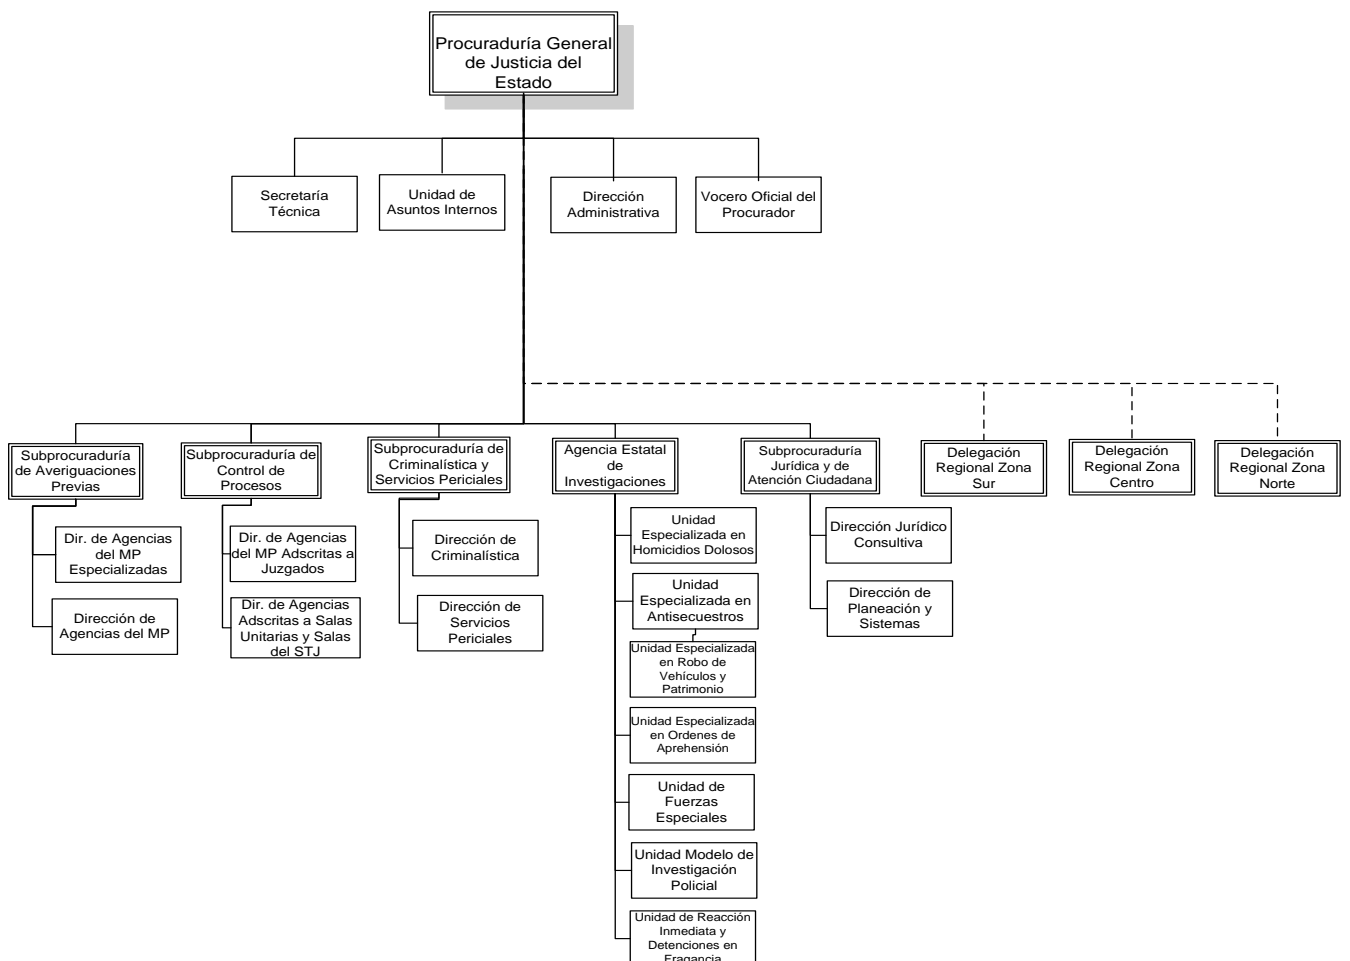 Procuraduría General
de Justicia del
Estado
Secretaría
Técnica
Unidad de
Asuntos Internos
Dirección
Administrativa
Vocero Oficial del
Procurador
Subprocuraduría
de Averiguaciones
Previas
Subprocuraduría de
Control de
Procesos
Subprocuraduría de
Criminalística y
Servicios Periciales
Agencia Estatal
de
Investigaciones
Subprocuraduría
Jurídica y de
Atención Ciudadana
Delegación
Regional Zona
Sur
Delegación
Regional Zona
Centro
Delegación
Regional Zona
Norte
Dir. de Agencias
del MP
Especializadas
Dirección de
Agencias del MP
Dir. de Agencias
del MP Adscritas a
Juzgados
Dir. de Agencias
Adscritas a Salas
Unitarias y Salas
del STJ
Dirección de
Criminalística
Dirección de
Servicios
Periciales
Unidad
Especializada en
Homicidios Dolosos
Unidad
Especializada en
Antisecuestros
Unidad Especializada
en Robo de
Vehículos y
Patrimonio
Unidad Especializada
en Ordenes de
Aprehensión
Unidad de
Fuerzas
Especiales
Unidad Modelo de
Investigación
Policial
Unidad de Reacción
Inmediata y
Detenciones en
Fragancia
Dirección Jurídico
Consultiva
Dirección de
Planeación y
Sistemas